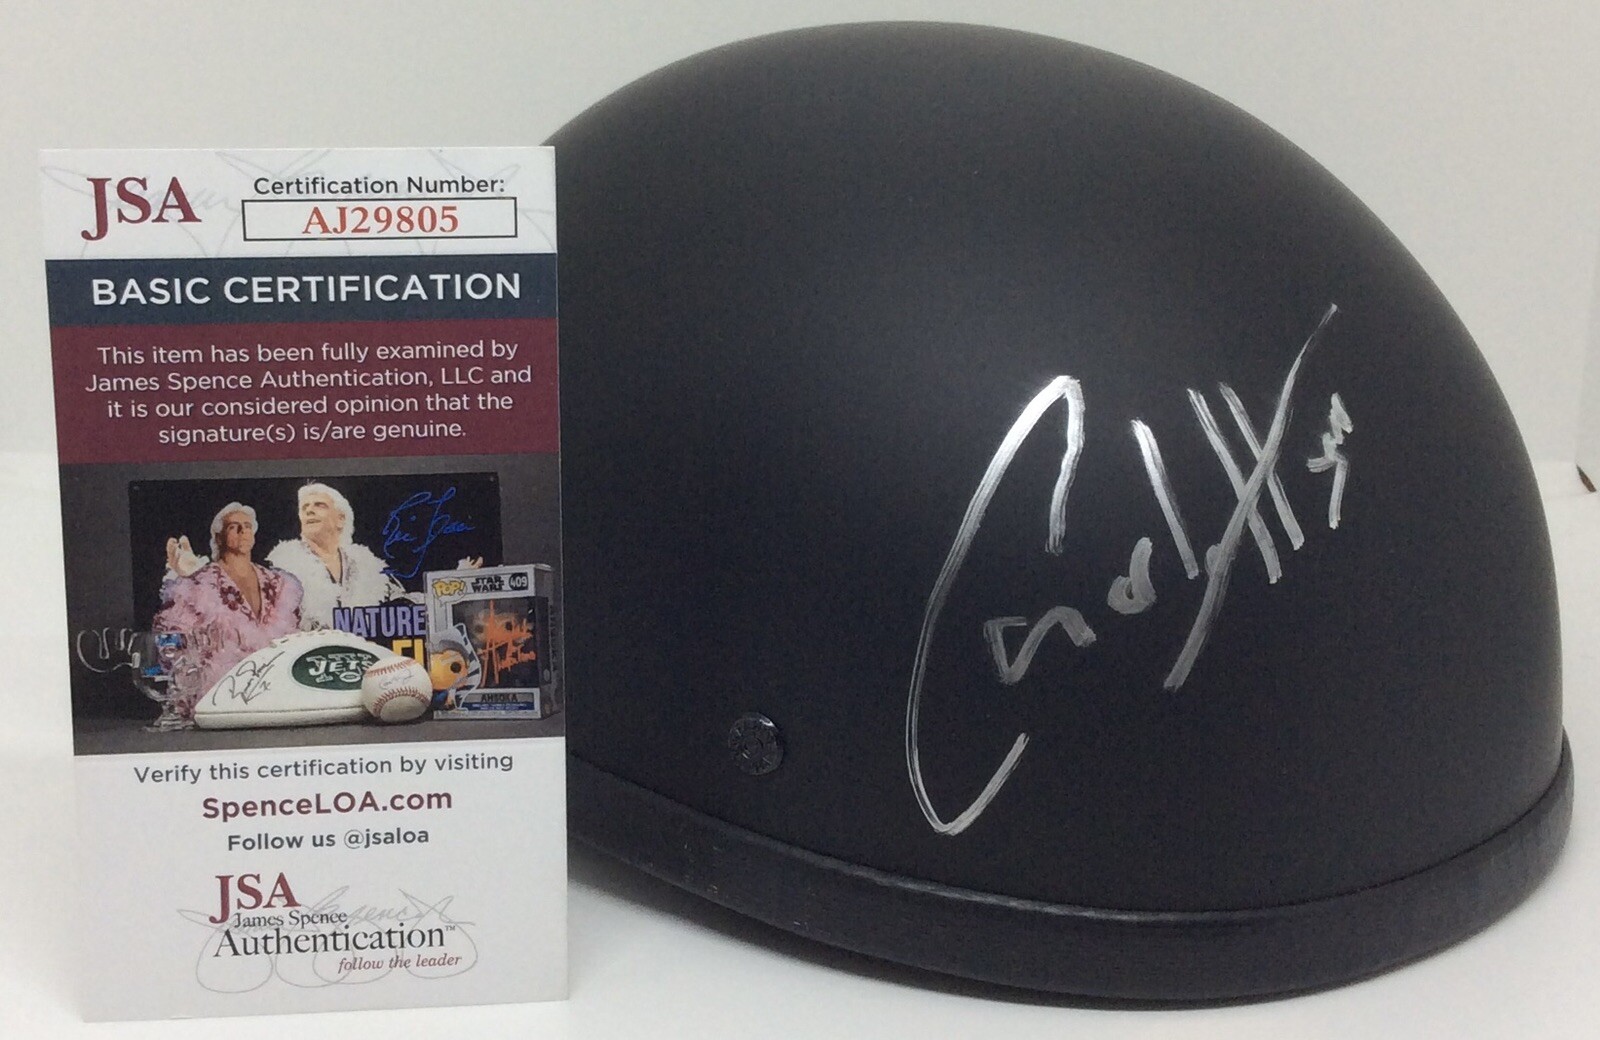 JSA
Certification Number:
AJ29805
BASIC CERTIFICATION
This item has been fully examined by
James Spence Authentication, LLC and
it is our considered opinion that the
signature(s) is/are genuine.
NATURE
POP!
STAR
WARS
409
JETS
AHSOKA
Verify this certification by visiting
SpenceLOA.com
Follow us @jsaloa
JSA
James Spence
Authentication™
follow the leader